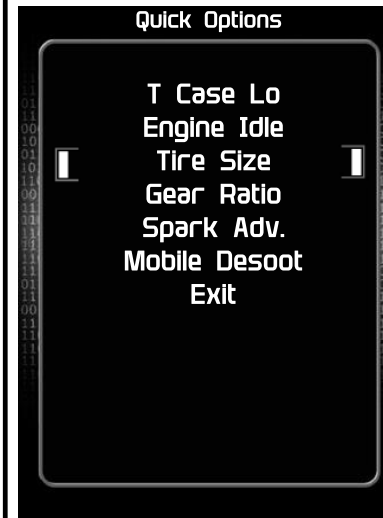 Quick Options
T Case Lo
Engine Idle
Tire Size
Gear Ratio
Spark Adv.
Mobile Desoot
Exit